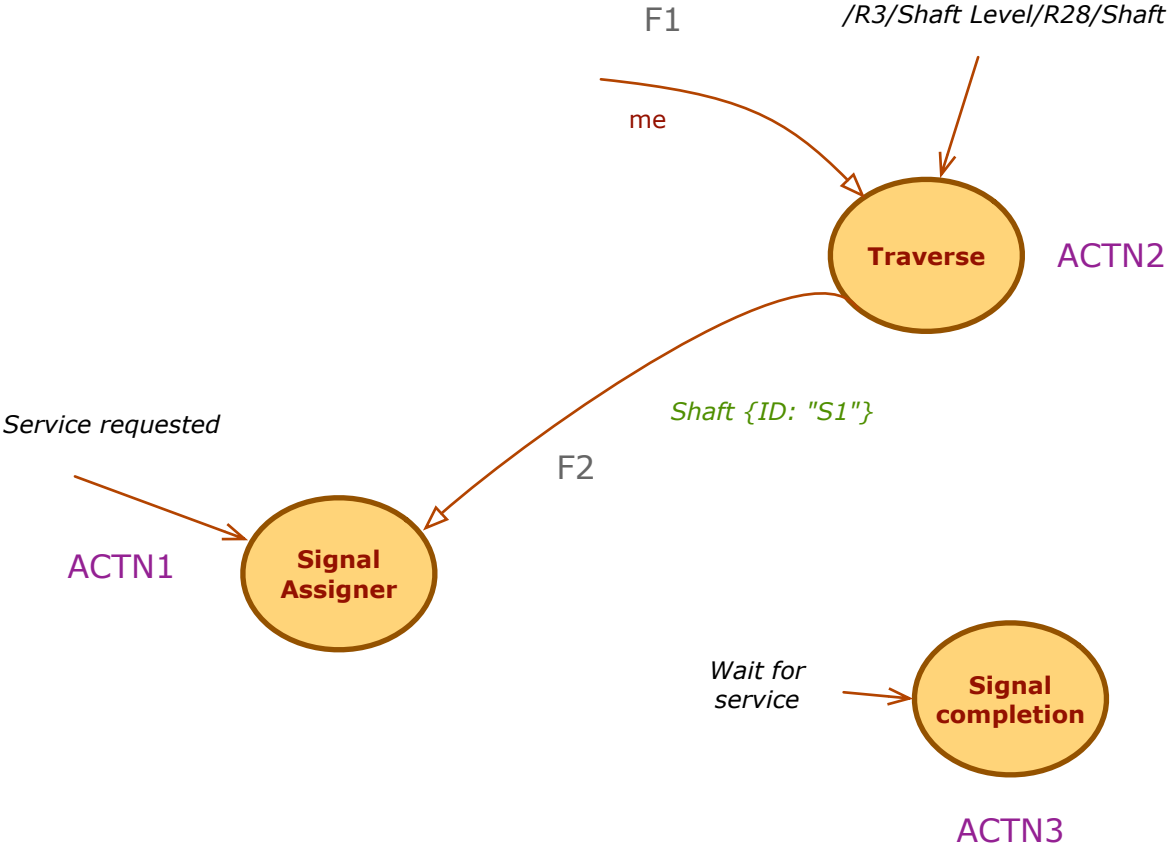 F1
/R3/Shaft Level/R28/Shaft
me
Traverse
ACTN2
Shaft {ID: "S1"}
Service requested
F2
ACTN1
Signal
Assigner
Wait for
service
Signal
completion
ACTN3